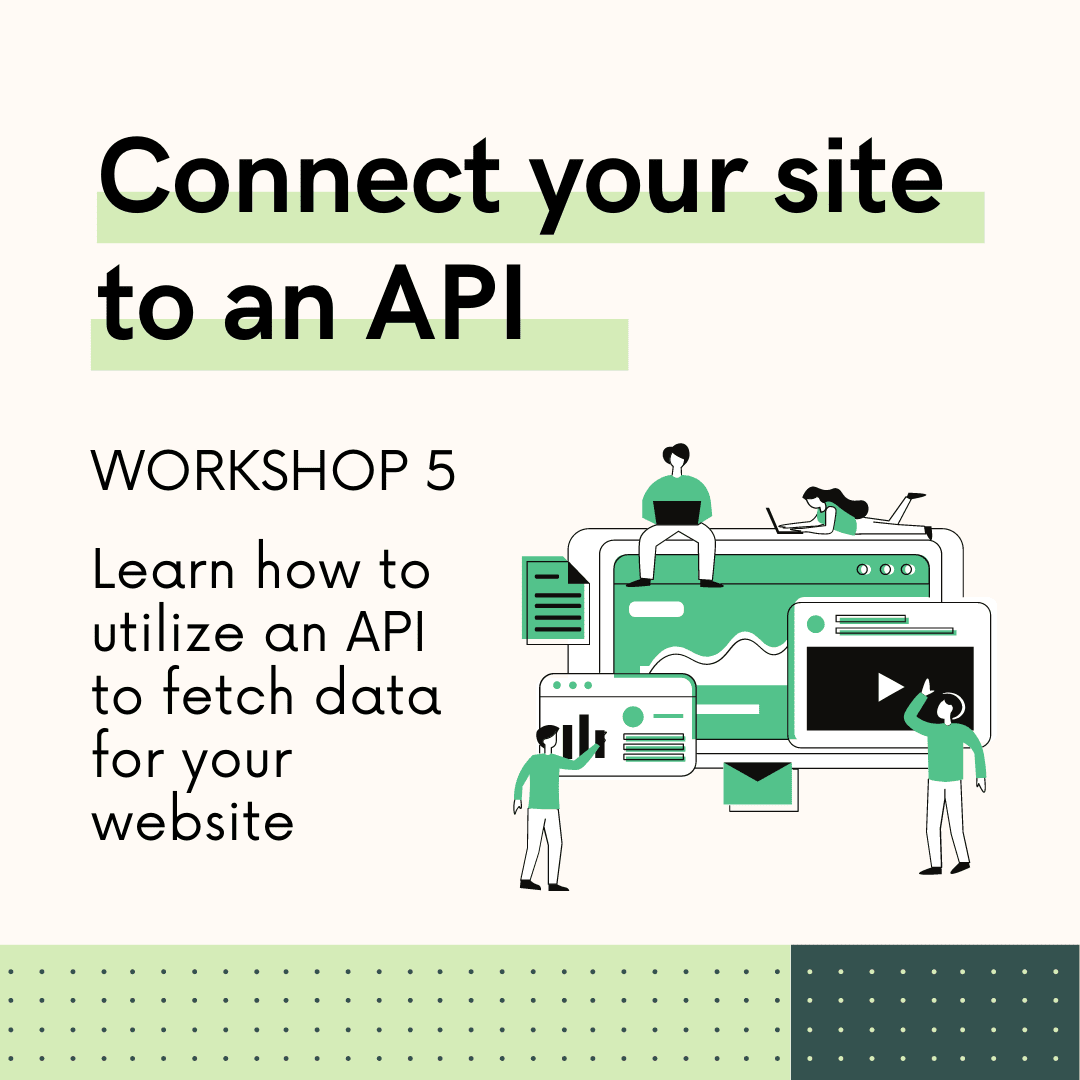 Connect your site
to an API
WORKSHOP 5
Learn how to
utilize an API
to fetch data
for your
website